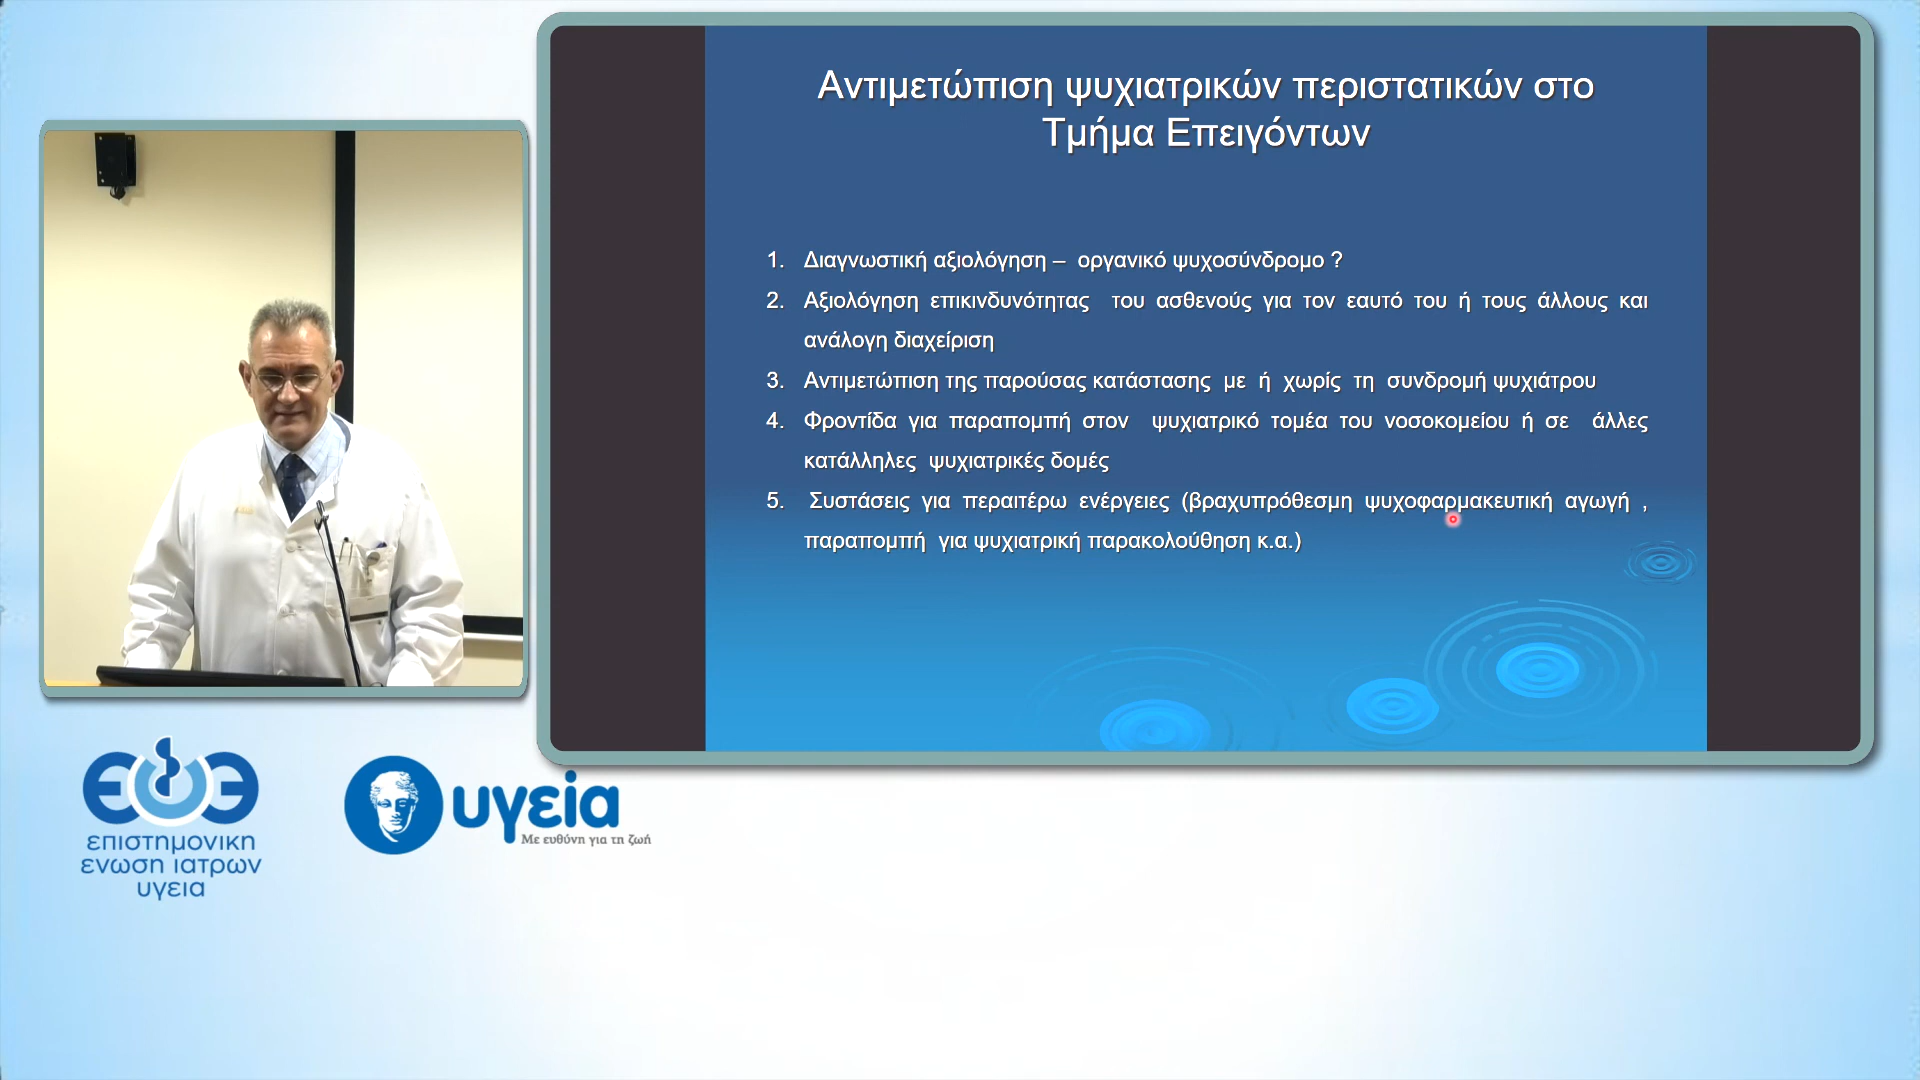 Αντιμετώπιση ψυχιατρικών περιστατικών στο
Τμήμα Επειγόντων
1. Διαγνωστική αξιολόγηση – οργανικό ψυχοσύνδρομο ?
2. Αξιολόγηση επικινδυνότητας του ασθενούς για τον εαυτό του ή τους άλλους και
ανάλογη διαχείριση
3. Αντιμετώπιση της παρούσας κατάστασης με ή χωρίς τη συνδρομή ψυχιάτρου
4. Φροντίδα για παραπομπή στον ψυχιατρικό τομέα του νοσοκομείου ή σε άλλες
κατάλληλες ψυχιατρικές δομές
5. Συστάσεις για περαιτέρω ενέργειες (βραχυπρόθεσμη ψυχοφαρμακευτική αγωγή ,
παραπομπή για ψυχιατρική παρακολούθηση κ.α.)
επιστημονικη
ενωση ιατρων
υγεια
υγεία
Με ευθύνη για τη ζωή